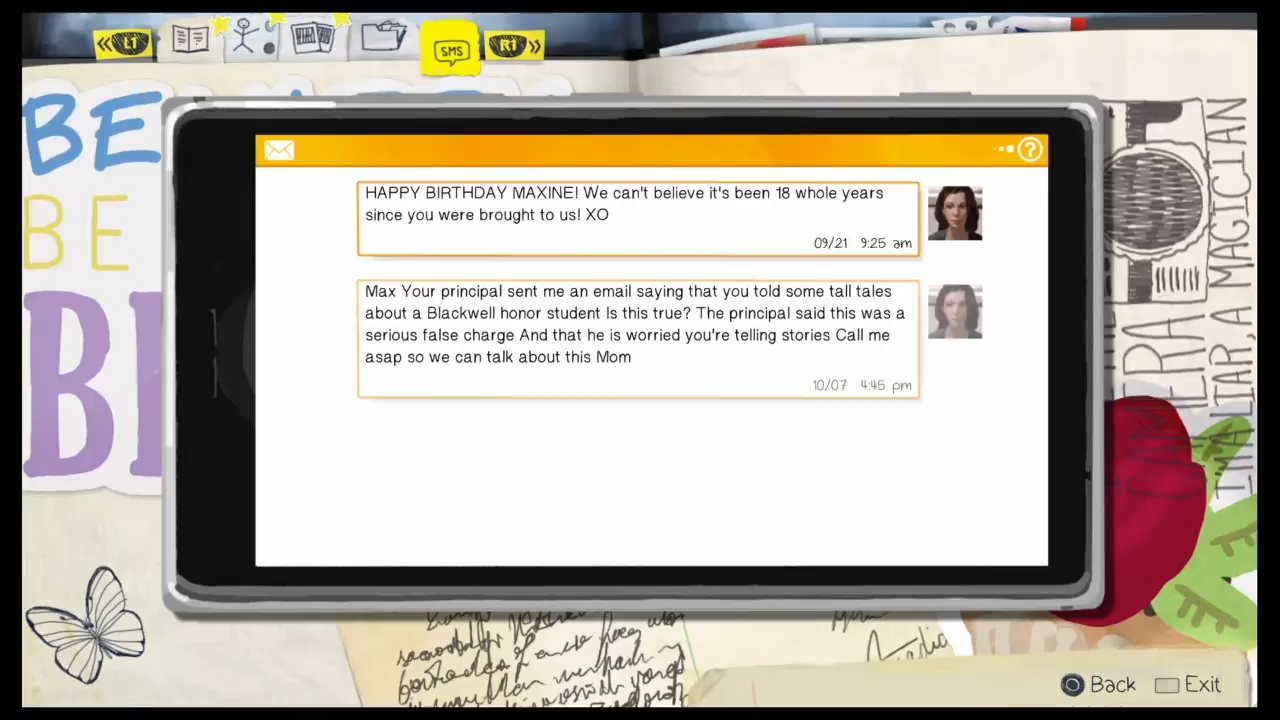 L1
SMS
R1
BE
BE
HAPPY BIRTHDAY MAXINE! We can't believe it's been 18 whole years
since you were brought to us! XO
09/21 9:25 am
Max Your principal sent me an email saying that you told some tall tales
about a Blackwell honor student Is this true? The principal said this was a
serious false charge And that he is worried you're telling stories Call me
asap so we can talk about this Mom
10/07 4:45 pm
?
I'M A LIAR, A MAGICIAN
Back
Exit